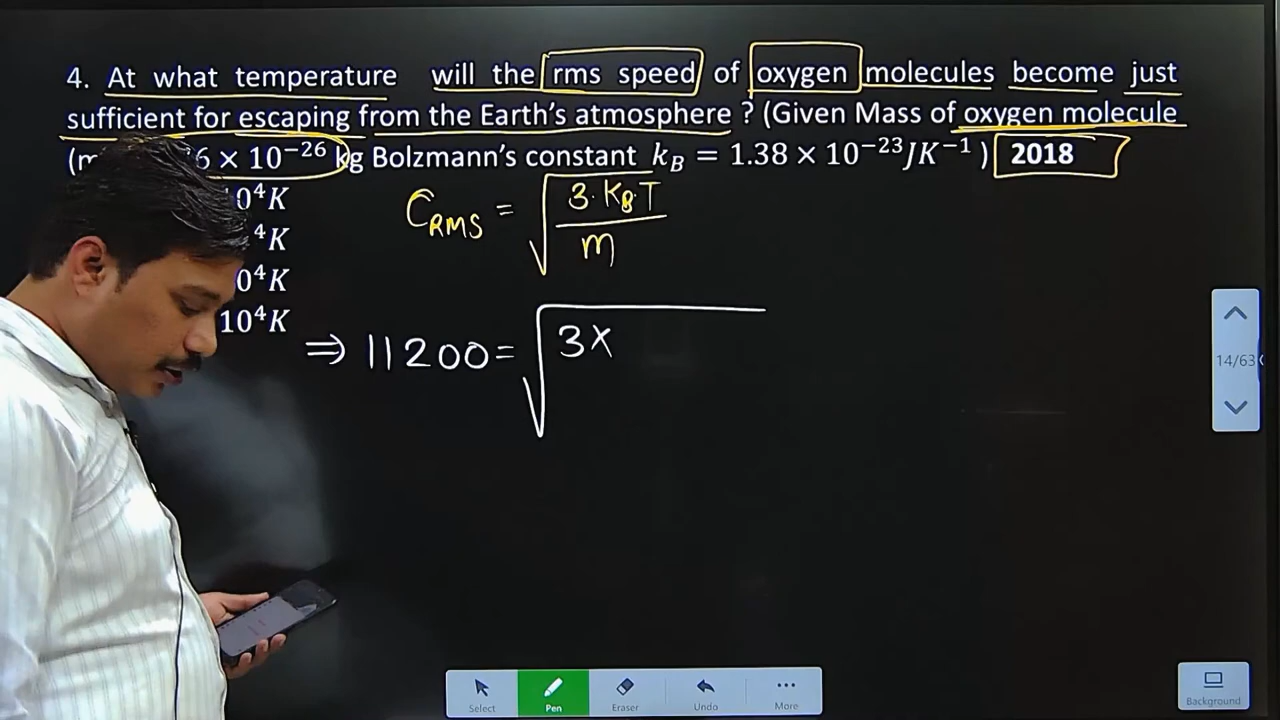 4. At what temperature will the rms speed of oxygen molecules become just
sufficient for escaping from the Earth's atmosphere ? (Given Mass of oxygen molecule
6 × 10⁻²⁶ kg Bolzmann's constant k_B = 1.38 × 10⁻²³JK⁻¹ ) 2018
0⁴K
⁴K
0⁴K
10⁴K
C_RMS = √(3·K_B·T / m)
⇒ 11200 = √(3×
14/63
Select Pen Eraser Undo More
Background